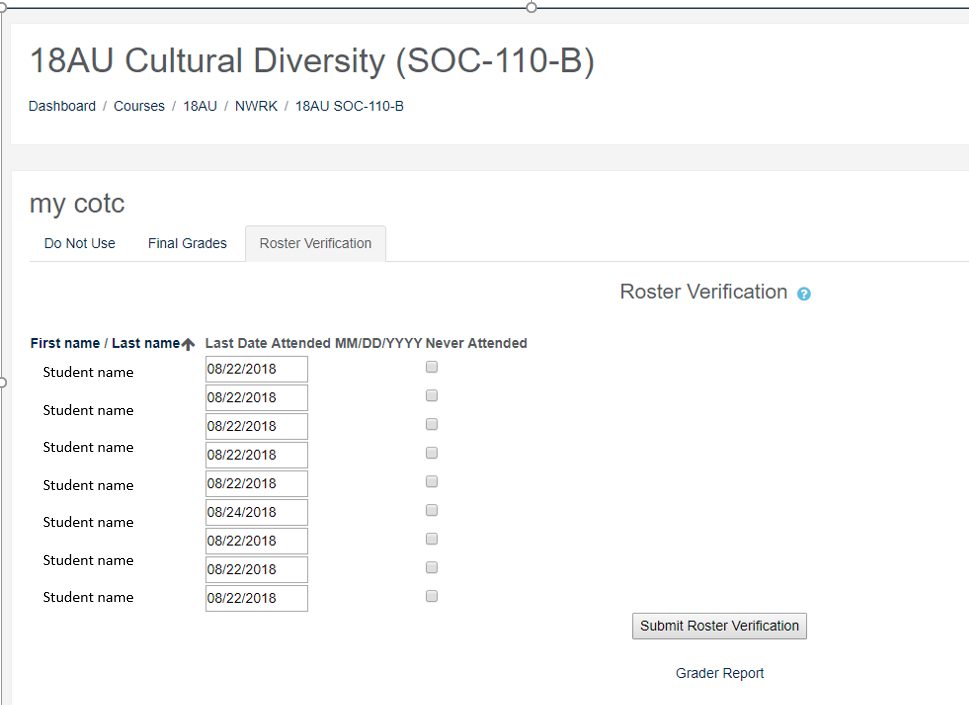 18AU Cultural Diversity (SOC-110-B)
Dashboard / Courses / 18AU / NWRK / 18AU SOC-110-B
my cotc
Do Not Use Final Grades Roster Verification
Roster Verification ?
First name / Last name Last Date Attended MM/DD/YYYY Never Attended
Student name 08/22/2018
08/22/2018
Student name
08/22/2018
Student name
08/22/2018
Student name 08/22/2018
Student name 08/24/2018
08/22/2018
Student name
08/22/2018
Student name 08/22/2018
Submit Roster Verification
Grader Report